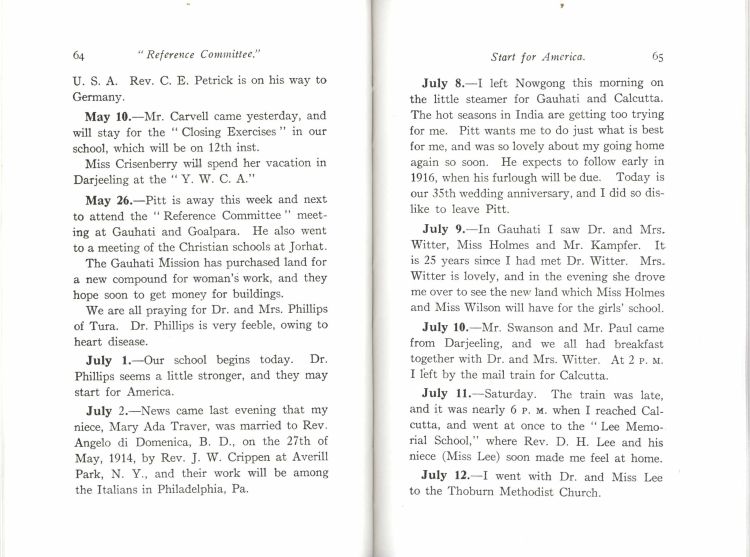 64 "Reference Committee."
U. S. A. Rev. C. E. Petrick is on his way to
Germany.
May 10.—Mr. Carvell came yesterday, and
will stay for the "Closing Exercises" in our
school, which will be on 12th inst.
Miss Crisenberry will spend her vacation in
Darjeeling at the "Y. W. C. A."
May 26.—Pitt is away this week and next
to attend the "Reference Committee" meet-
ing at Gauhati and Goalpara. He also went
to a meeting of the Christian schools at Jorhat.
The Gauhati Mission has purchased land for
a new compound for woman's work, and they
hope soon to get money for buildings.
We are all praying for Dr. and Mrs. Phillips
of Tura. Dr. Phillips is very feeble, owing to
heart disease.
July 1.—Our school begins today. Dr.
Phillips seems a little stronger, and they may
start for America.
July 2.—News came last evening that my
niece, Mary Ada Traver, was married to Rev.
Angelo di Domenica, B. D., on the 27th of
May, 1914, by Rev. J. W. Crippen at Averill
Park, N. Y., and their work will be among
the Italians in Philadelphia, Pa.
Start for America. 65
July 8.—I left Nowgong this morning on
the little steamer for Gauhati and Calcutta.
The hot seasons in India are getting too trying
for me. Pitt wants me to do just what is best
for me, and was so lovely about my going home
again so soon. He expects to follow early in
1916, when his furlough will be due. Today is
our 35th wedding anniversary, and I did so dis-
like to leave Pitt.
July 9.—In Gauhati I saw Dr. and Mrs.
Witter, Miss Holmes and Mr. Kampfer. It
is 25 years since I had met Dr. Witter. Mrs.
Witter is lovely, and in the evening she drove
me over to see the new land which Miss Holmes
and Miss Wilson will have for the girls' school.
July 10.—Mr. Swanson and Mr. Paul came
from Darjeeling, and we all had breakfast
together with Dr. and Mrs. Witter. At 2 P. M.
I left by the mail train for Calcutta.
July 11.—Saturday. The train was late,
and it was nearly 6 P. M. when I reached Cal-
cutta, and went at once to the "Lee Memo-
rial School," where Rev. D. H. Lee and his
niece (Miss Lee) soon made me feel at home.
July 12.—I went with Dr. and Miss Lee
to the Thoburn Methodist Church.